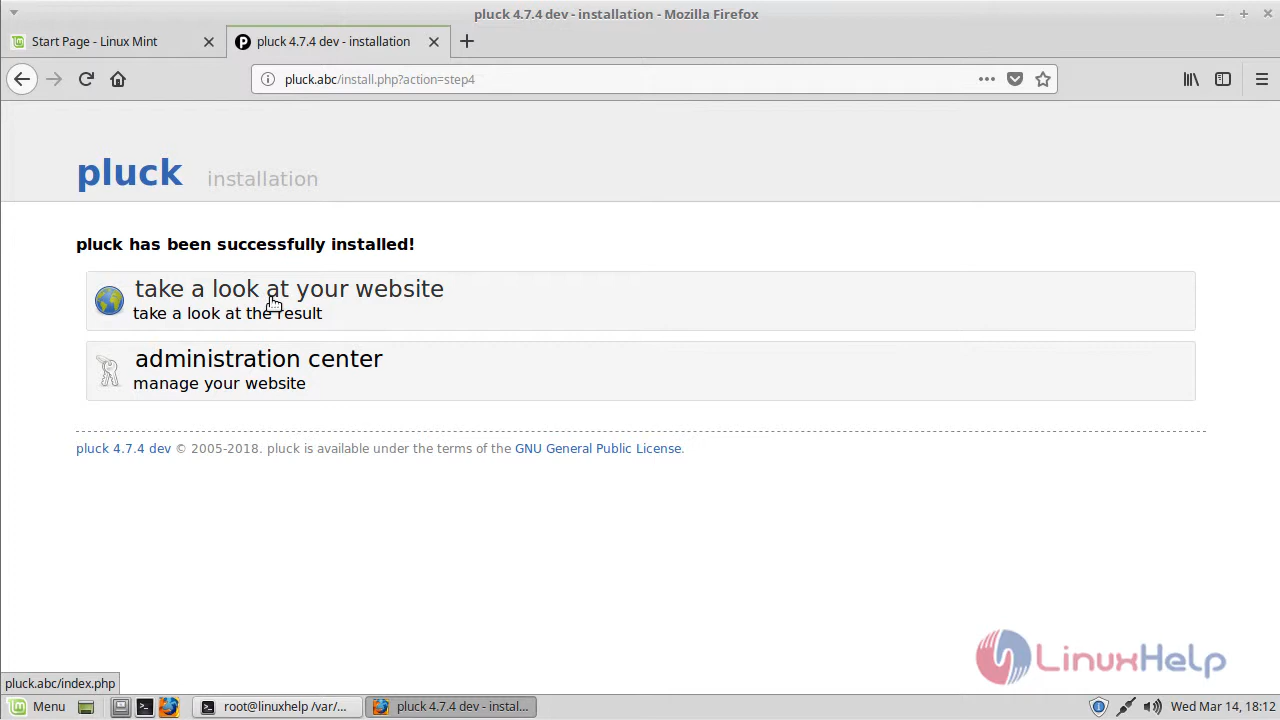 pluck 4.7.4 dev - installation - Mozilla Firefox
Start Page - Linux Mint
pluck 4.7.4 dev - installation
pluck.abc/install.php?action=step4
pluck installation
pluck has been successfully installed!
take a look at your website
take a look at the result
administration center
manage your website
pluck 4.7.4 dev © 2005-2018. pluck is available under the terms of the GNU General Public License.
LinuxHelp
pluck.abc/index.php
Menu
root@linuxhelp /var/...
pluck 4.7.4 dev - instal...
Wed Mar 14, 18:12